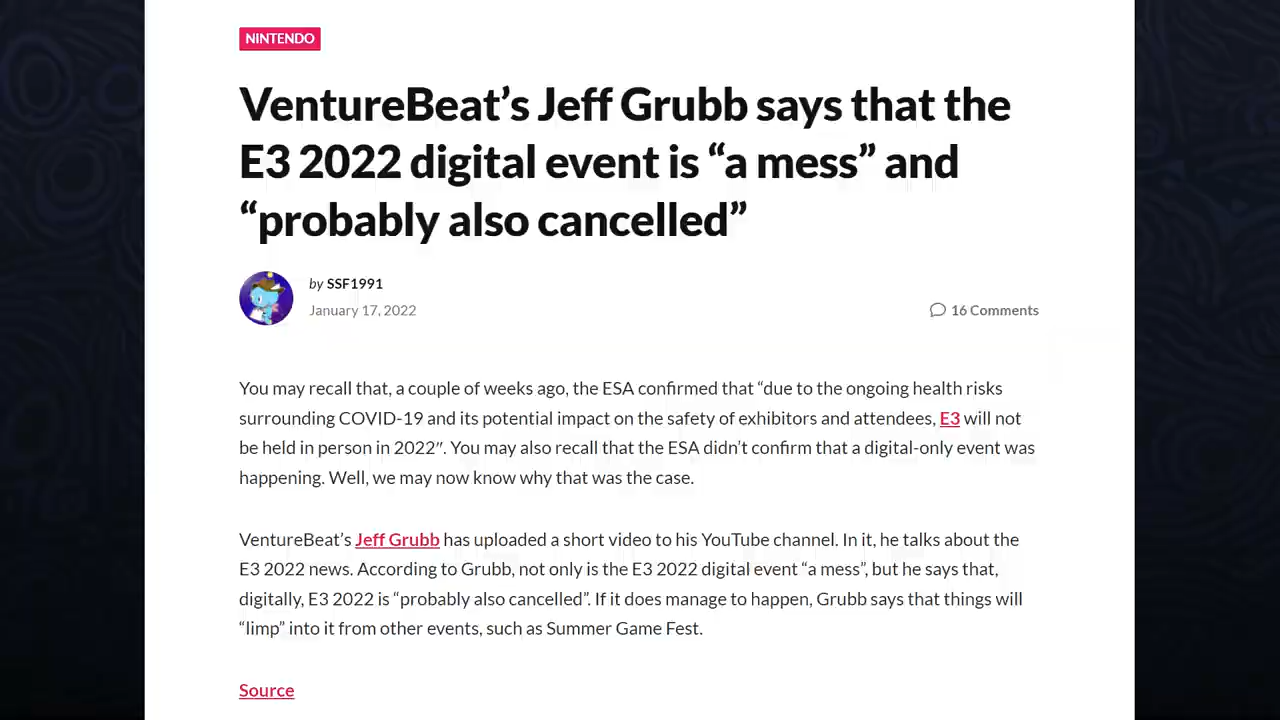 NINTENDO
VentureBeat’s Jeff Grubb says that the
E3 2022 digital event is “a mess” and
“probably also cancelled”
by SSF1991
January 17, 2022
16 Comments
You may recall that, a couple of weeks ago, the ESA confirmed that “due to the ongoing health risks
surrounding COVID-19 and its potential impact on the safety of exhibitors and attendees, E3 will not
be held in person in 2022″. You may also recall that the ESA didn’t confirm that a digital-only event was
happening. Well, we may now know why that was the case.
VentureBeat’s Jeff Grubb has uploaded a short video to his YouTube channel. In it, he talks about the
E3 2022 news. According to Grubb, not only is the E3 2022 digital event “a mess”, but he says that,
digitally, E3 2022 is “probably also cancelled”. If it does manage to happen, Grubb says that things will
“limp” into it from other events, such as Summer Game Fest.
Source